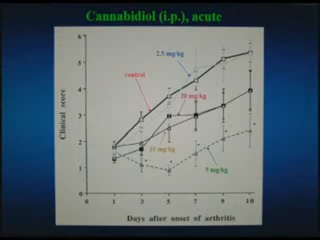 Cannabidiol (i.p.), acute
6
2.5 mg/kg
5
control
4
20 mg/kg
3
2
10 mg/kg
1
5 mg/kg
0
0 1 3 5 7 9 10
Clinical score
Days after onset of arthritis